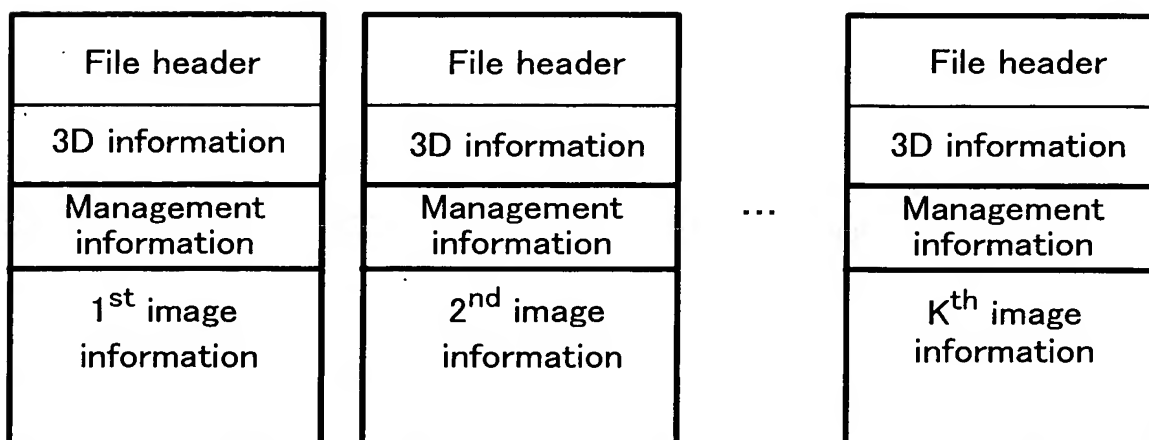 File header
3D information
Management
information
1st image
information
File header
3D information
Management
information
2nd image
information
...
File header
3D information
Management
information
Kth image
information